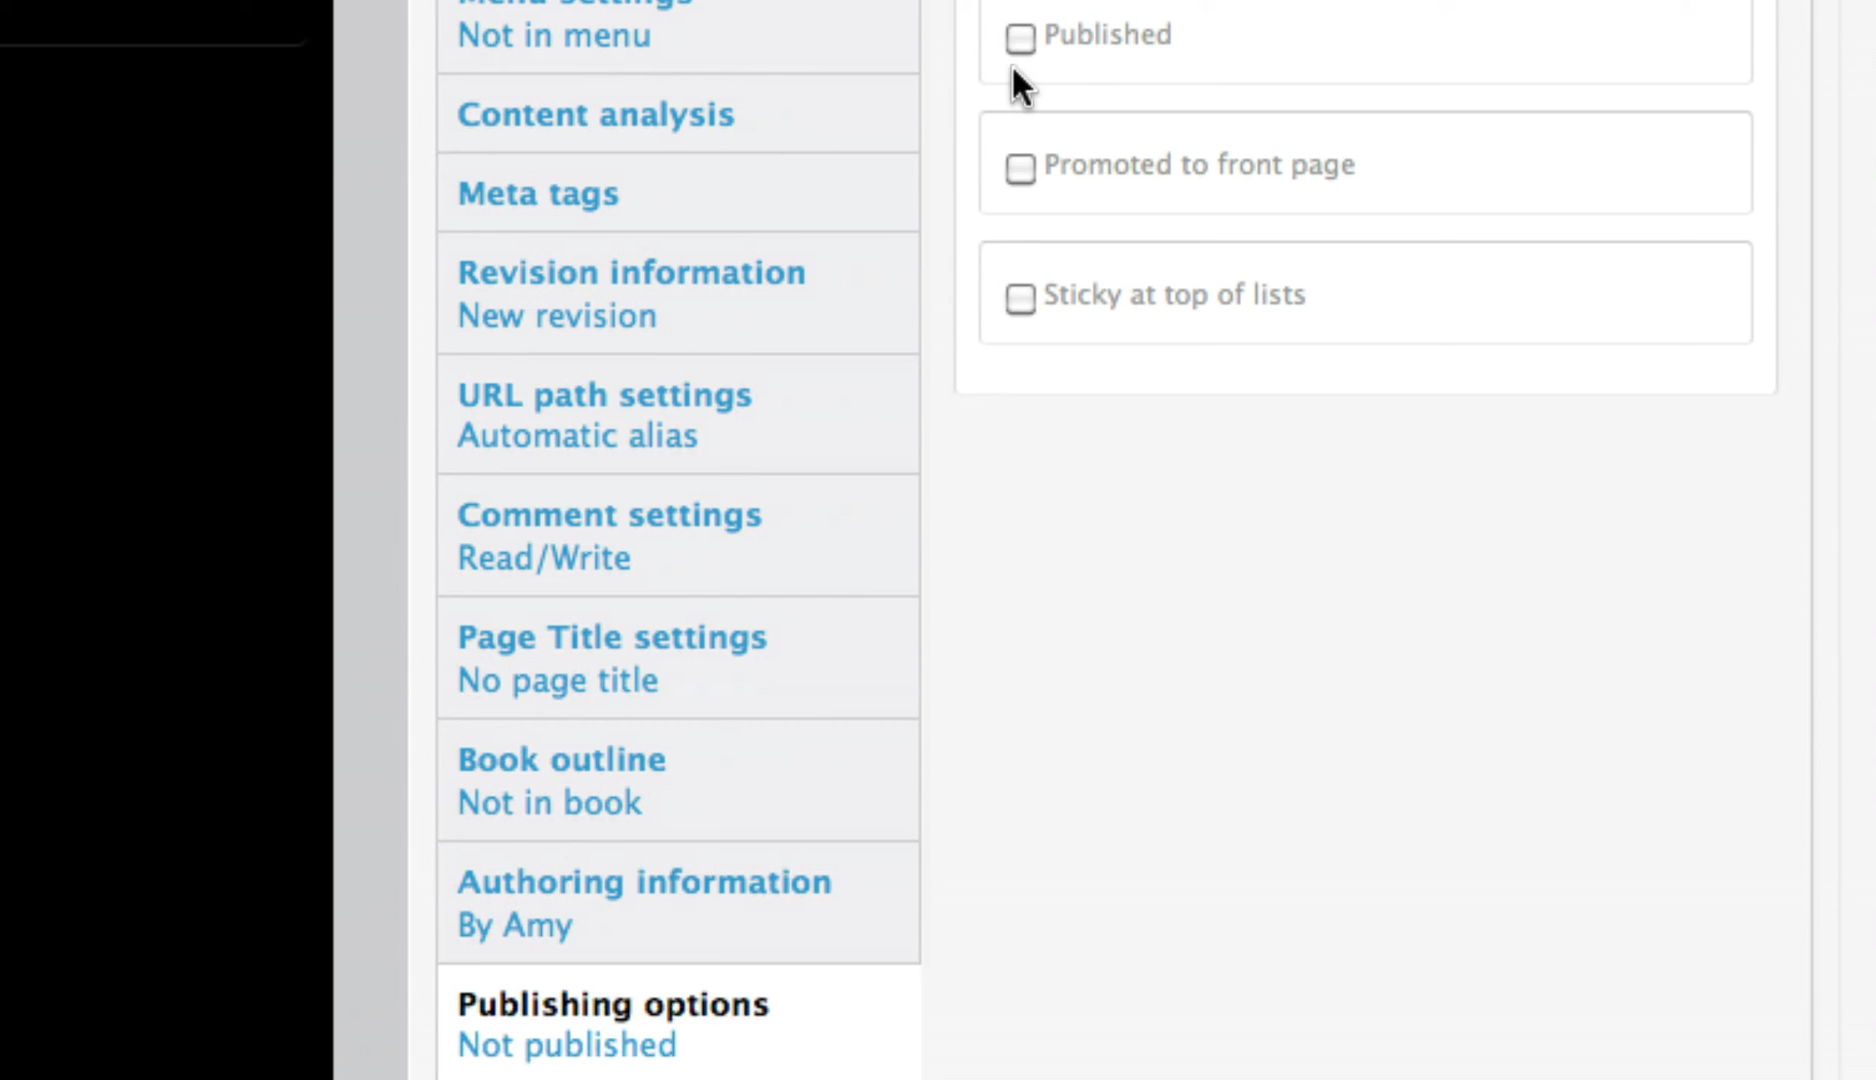 Menu settings
Not in menu
Content analysis
Meta tags
Revision information
New revision
URL path settings
Automatic alias
Comment settings
Read/Write
Page Title settings
No page title
Book outline
Not in book
Authoring information
By Amy
Publishing options
Not published
Published
Promoted to front page
Sticky at top of lists